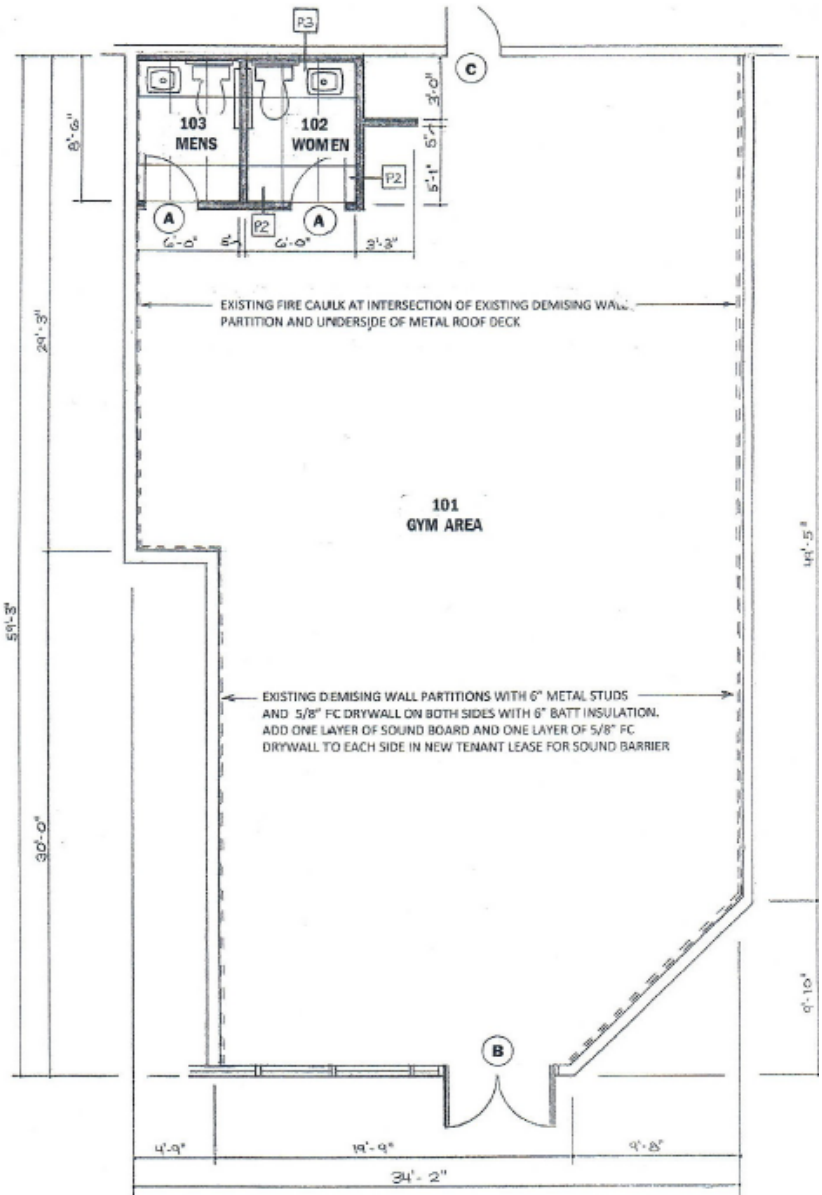 P3
C
3'-0"
103
MENS
102
WOMEN
8'-6"
5"
5'-1"
P2
A
P2
A
6'-0"
5"
6'-0"
3'-3"
EXISTING FIRE CAULK AT INTERSECTION OF EXISTING DEMISING WALL
PARTITION AND UNDERSIDE OF METAL ROOF DECK
29'-3"
101
GYM AREA
49'-5"
59'-3"
EXISTING DEMISING WALL PARTITIONS WITH 6" METAL STUDS
AND 5/8" FC DRYWALL ON BOTH SIDES WITH 6" BATT INSULATION.
ADD ONE LAYER OF SOUND BOARD AND ONE LAYER OF 5/8" FC
DRYWALL TO EACH SIDE IN NEW TENANT LEASE FOR SOUND BARRIER
30'-0"
9'-10"
B
4'-9"
19'-9"
9'-8"
34'-2"